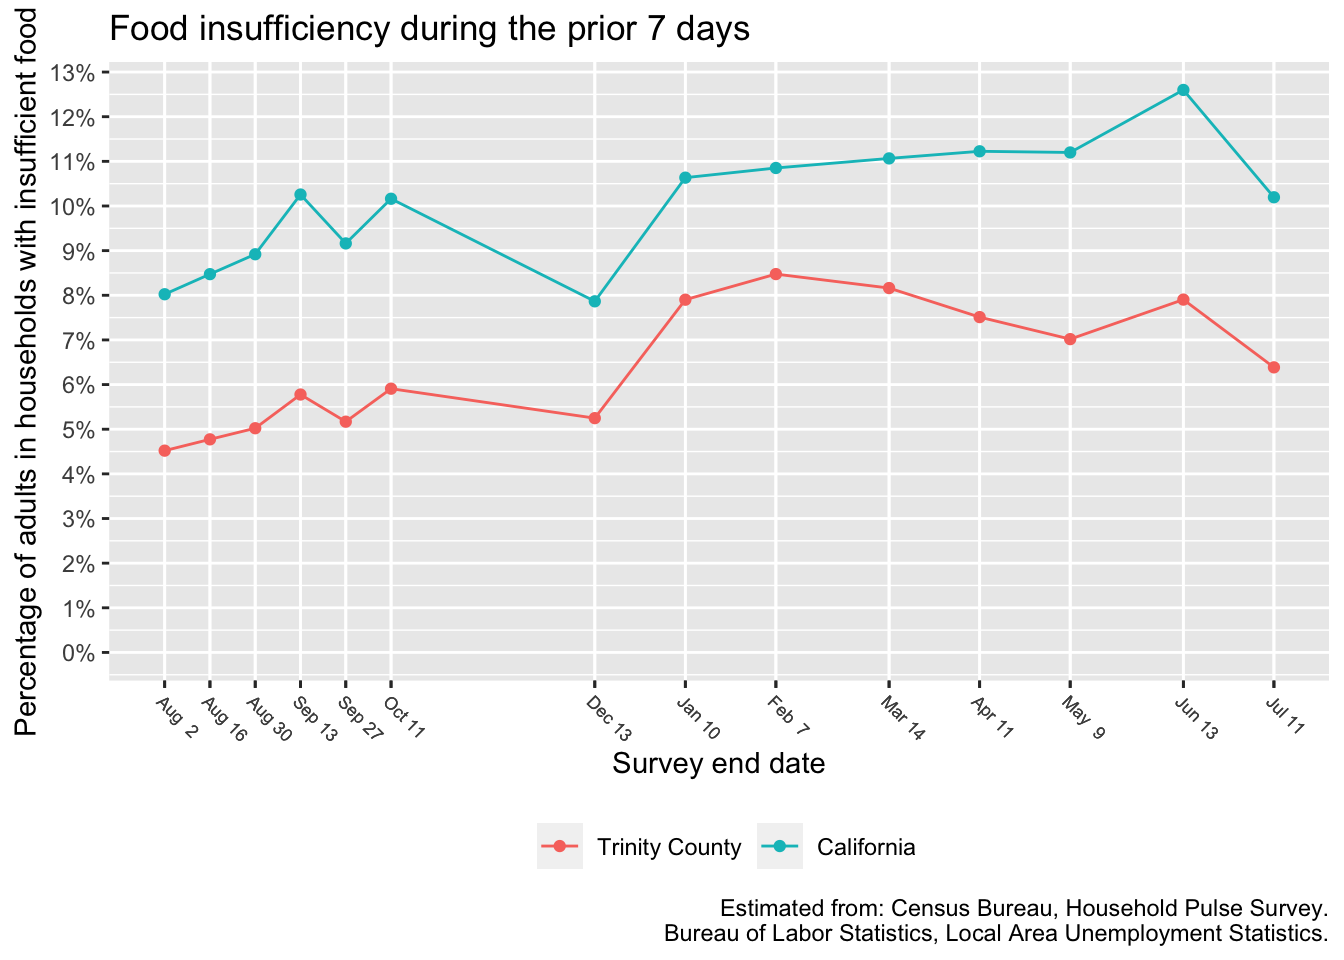 Food insufficiency during the prior 7 days
Percentage of adults in households with insufficient food
13%
12%
11%
10%
9%
8%
7%
6%
5%
4%
3%
2%
1%
0%
Aug 2
Aug 16
Aug 30
Sep 13
Sep 27
Oct 11
Dec 13
Jan 10
Feb 7
Mar 14
Apr 11
May 9
Jun 13
Jul 11
Survey end date
Trinity County
California
Estimated from: Census Bureau, Household Pulse Survey.
Bureau of Labor Statistics, Local Area Unemployment Statistics.